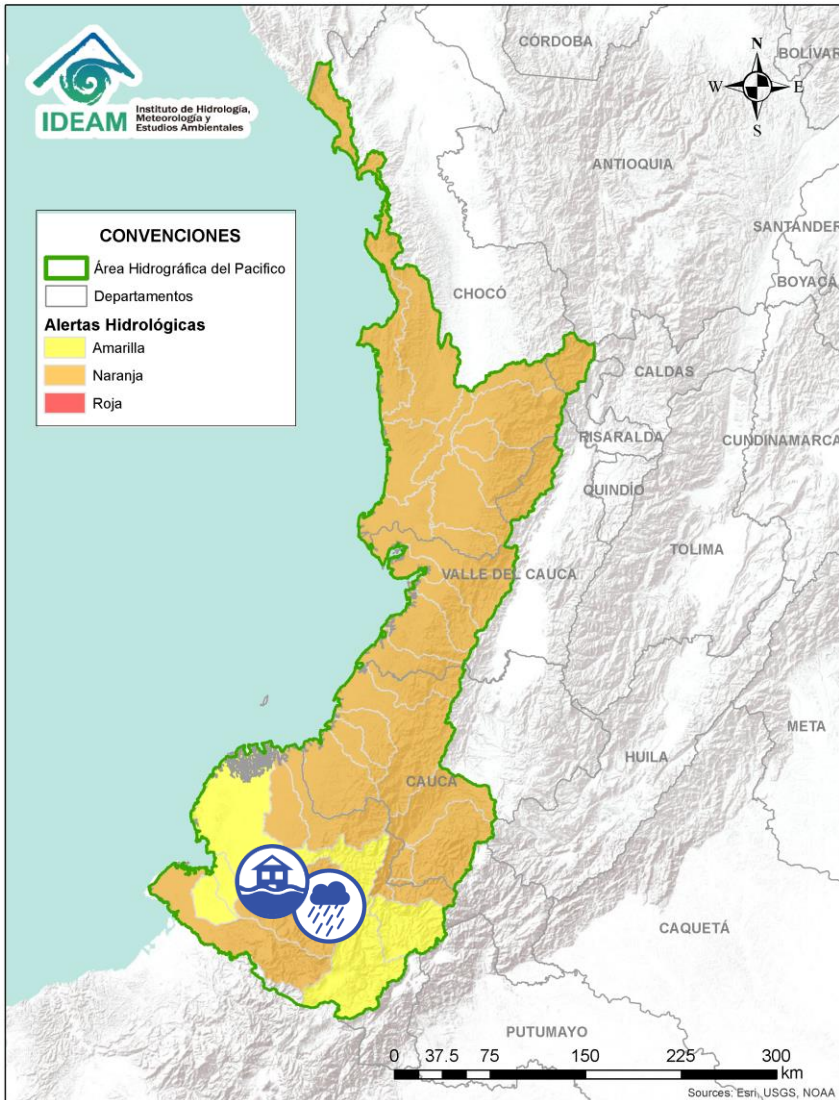 IDEAM
Instituto de Hidrología,
Meteorología y
Estudios Ambientales
CÓRDOBA
BOLÍVAR
N
W
E
S
ANTIOQUIA
SANTANDER
BOYACÁ
CONVENCIONES
Área Hidrográfica del Pacifico
Departamentos
Alertas Hidrológicas
Amarilla
Naranja
Roja
CHOCÓ
CALDAS
RISARALDA
CUNDINAMARCA
QUINDÍO
TOLIMA
VALLE DEL CAUCA
META
HUILA
CAUCA
CAQUETÁ
PUTUMAYO
0 37.5 75 150 225 300
km
Sources: Esri, USGS, NOAA